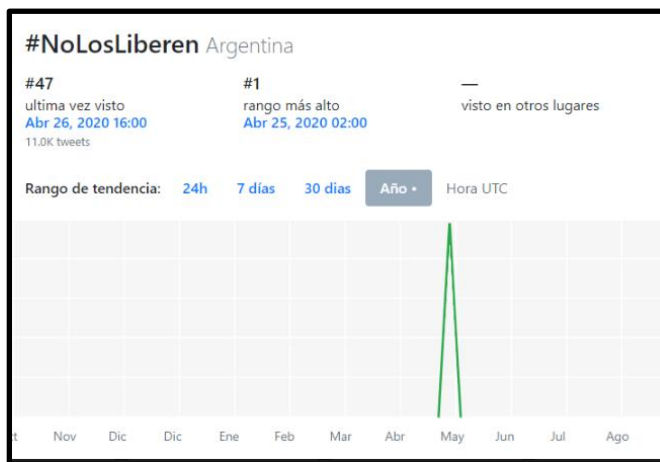 #NoLosLiberen Argentina
#47
ultima vez visto
Abr 26, 2020 16:00
11.0K tweets
#1
rango más alto
Abr 25, 2020 02:00
—
visto en otros lugares
Rango de tendencia: 24h 7 días 30 dias Año • Hora UTC
Nov Dic Dic Ene Feb Mar Abr May Jun Jul Ago